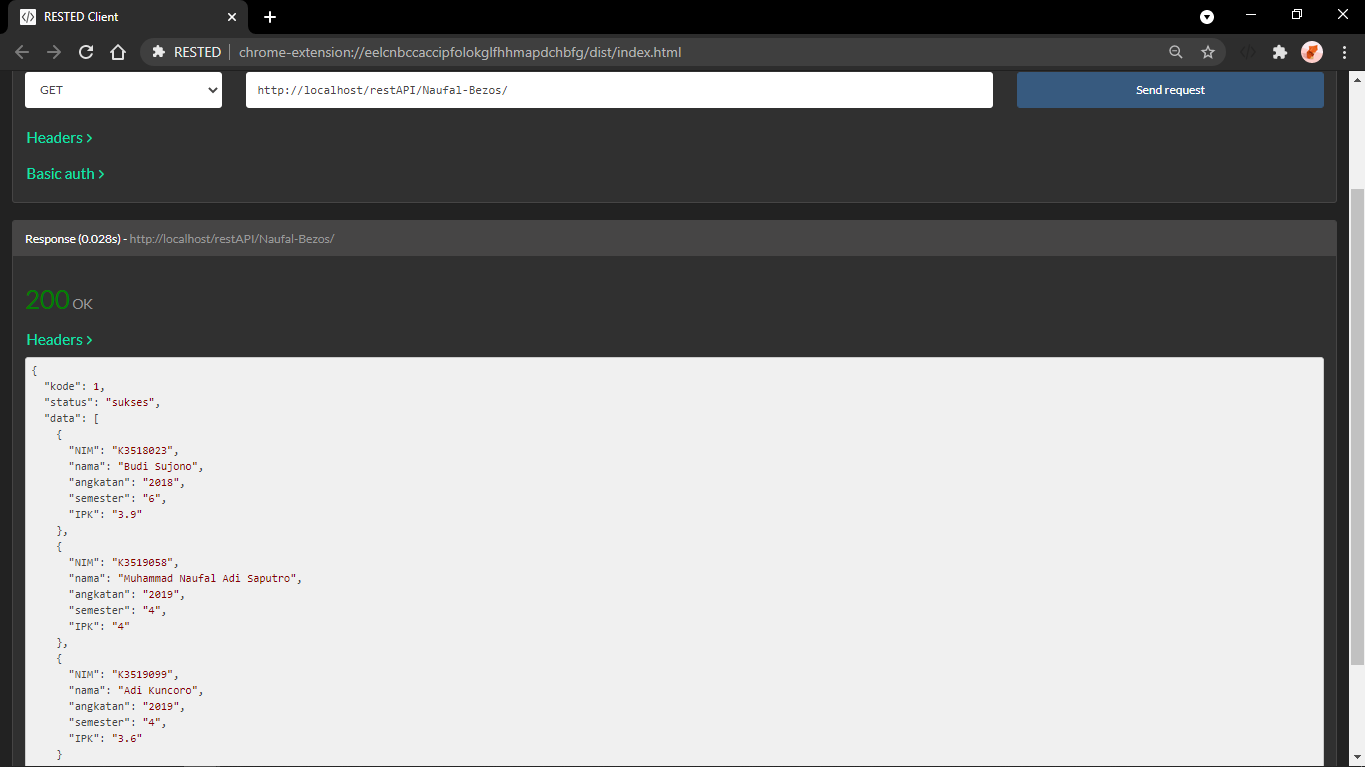 RESTED Client
RESTED chrome-extension://eelcnbccaccipfolokglfhhmapdchbfg/dist/index.html
GET http://localhost/restAPI/Naufal-Bezos/ Send request
Headers >
Basic auth >
Response (0.028s) - http://localhost/restAPI/Naufal-Bezos/
200 OK
Headers >
{
"kode": 1,
"status": "sukses",
"data": [
{
"NIM": "K3518023",
"nama": "Budi Sujono",
"angkatan": "2018",
"semester": "6",
"IPK": "3.9"
},
{
"NIM": "K3519058",
"nama": "Muhammad Naufal Adi Saputro",
"angkatan": "2019",
"semester": "4",
"IPK": "4"
},
{
"NIM": "K3519099",
"nama": "Adi Kuncoro",
"angkatan": "2019",
"semester": "4",
"IPK": "3.6"
}